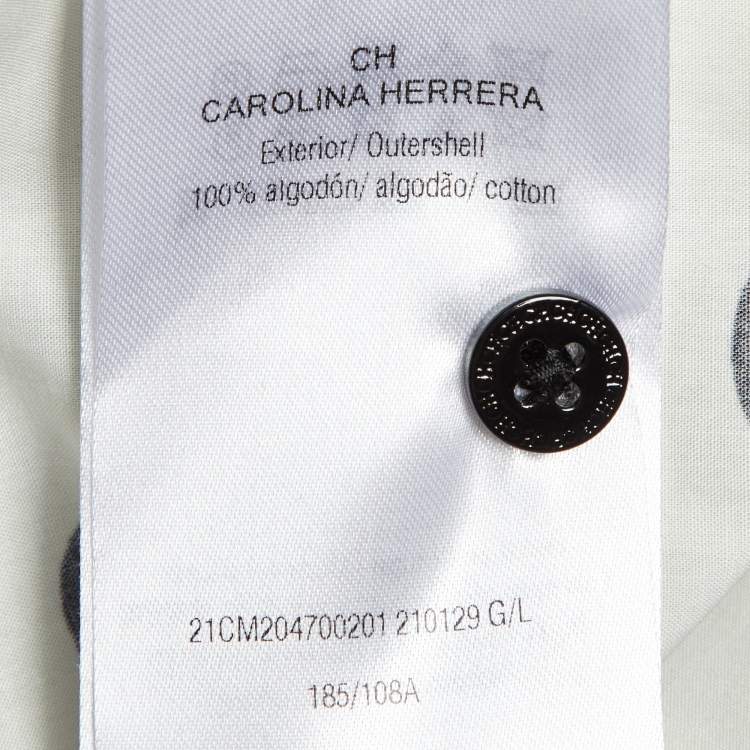 CH
CAROLINA HERRERA
Exterior/ Outershell
100% algodón/ algodão/ cotton
21CM204700201 210129 G/L
185/108A